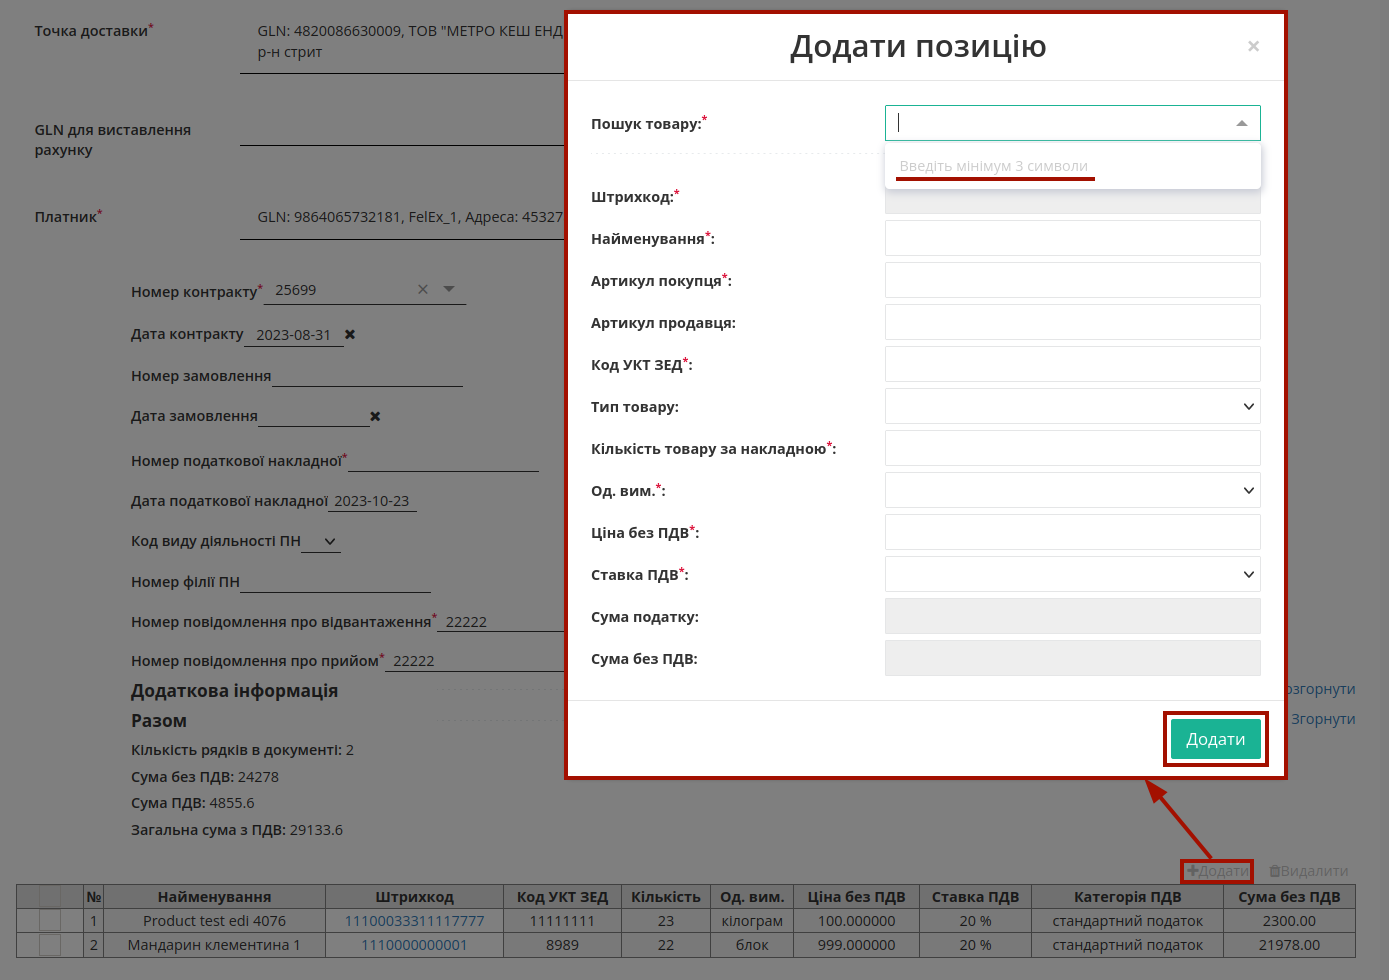 Точка доставки*
GLN: 4820086630009, ТОВ "МЕТРО КЕШ ЕНД
р-н стрит
GLN для виставлення
рахунку
Платник*
GLN: 9864065732181, FelEx_1, Адреса: 45327
Номер контракту* 25699
Дата контракту 2023-08-31
Номер замовлення
Дата замовлення
Номер податкової накладної*
Дата податкової накладної 2023-10-23
Код виду діяльності ПН
Номер філії ПН
Номер повідомлення про відвантаження* 22222
Номер повідомлення про прийом* 22222
Додаткова інформація
Разом
Згорнути
Кількість рядків в документі: 2
Сума без ПДВ: 24278
Сума ПДВ: 4855.6
Загальна сума з ПДВ: 29133.6
Додати позицію
×
Пошук товару:*
Введіть мінімум 3 символи
Штрихкод:*
Найменування*:
Артикул покупця*:
Артикул продавця:
Код УКТ ЗЕД*:
Тип товару:
Кількість товару за накладною*:
Од. вим.*:
Ціна без ПДВ*:
Ставка ПДВ*:
Сума податку:
Сума без ПДВ:
Додати
Додати Видалити
№ Найменування Штрихкод Код УКТ ЗЕД Кількість Од. вим. Ціна без ПДВ Ставка ПДВ Категорія ПДВ Сума без ПДВ
1 Product test edi 4076 11100033311117777 11111111 23 кілограм 100.000000 20 % стандартний податок 2300.00
2 Мандарин клементина 1 1110000000001 8989 22 блок 999.000000 20 % стандартний податок 21978.00